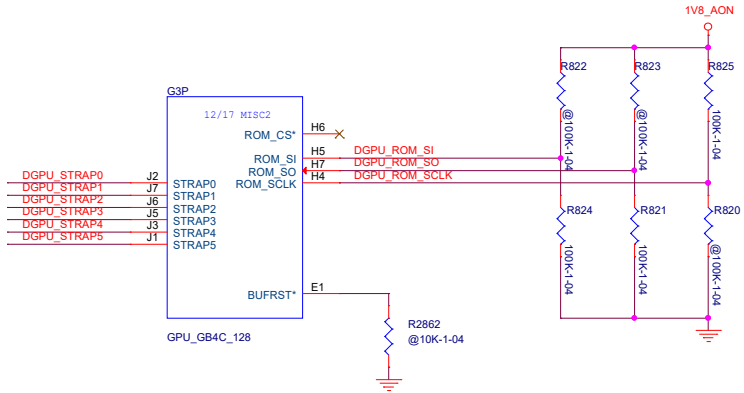 1V8_AON
R822
R823
R825
@100K-1-04
@100K-1-04
100K-1-04
G3P
12/17 MISC2
ROM_CS*
H6
ROM_SI
H5
DGPU_ROM_SI
ROM_SO
H7
DGPU_ROM_SO
ROM_SCLK
H4
DGPU_ROM_SCLK
DGPU_STRAP0
J2
STRAP0
DGPU_STRAP1
J7
STRAP1
DGPU_STRAP2
J6
STRAP2
DGPU_STRAP3
J5
STRAP3
DGPU_STRAP4
J3
STRAP4
DGPU_STRAP5
J1
STRAP5
R824
R821
R820
100K-1-04
100K-1-04
@100K-1-04
BUFRST*
E1
R2862
@10K-1-04
GPU_GB4C_128